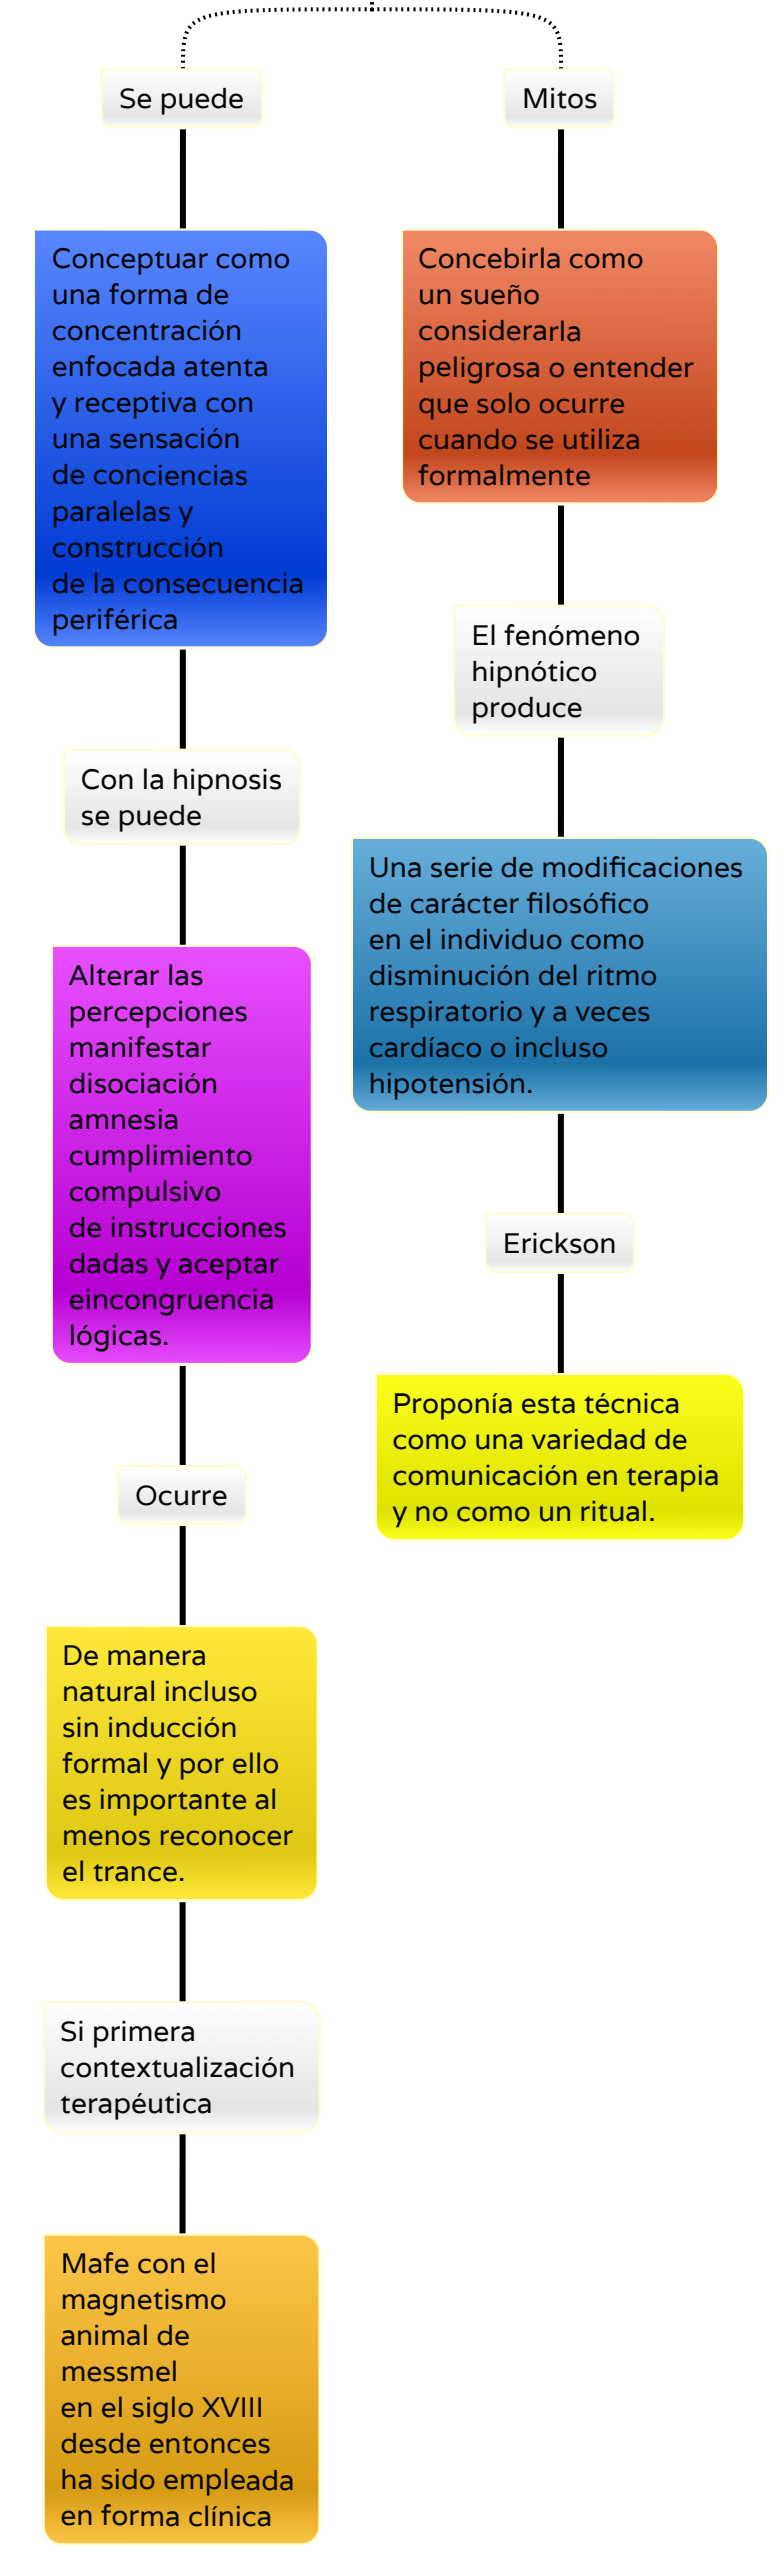 Se puede
Conceptuar como
una forma de
concentración
enfocada atenta
y receptiva con
una sensación
de conciencias
paralelas y
construcción
de la consecuencia
periférica
Con la hipnosis
se puede
Alterar las
percepciones
manifestar
disociación
amnesia
cumplimiento
compulsivo
de instrucciones
dadas y aceptar
eincongruencia
lógicas.
Ocurre
De manera
natural incluso
sin inducción
formal y por ello
es importante al
menos reconocer
el trance.
Si primera
contextualización
terapéutica
Mafe con el
magnetismo
animal de
messmel
en el siglo XVIII
desde entonces
ha sido empleada
en forma clínica
Mitos
Concebirla como
un sueño
considerarla
peligrosa o entender
que solo ocurre
cuando se utiliza
formalmente
El fenómeno
hipnótico
produce
Una serie de modificaciones
de carácter filosófico
en el individuo como
disminución del ritmo
respiratorio y a veces
cardíaco o incluso
hipotensión.
Erickson
Proponía esta técnica
como una variedad de
comunicación en terapia
y no como un ritual.